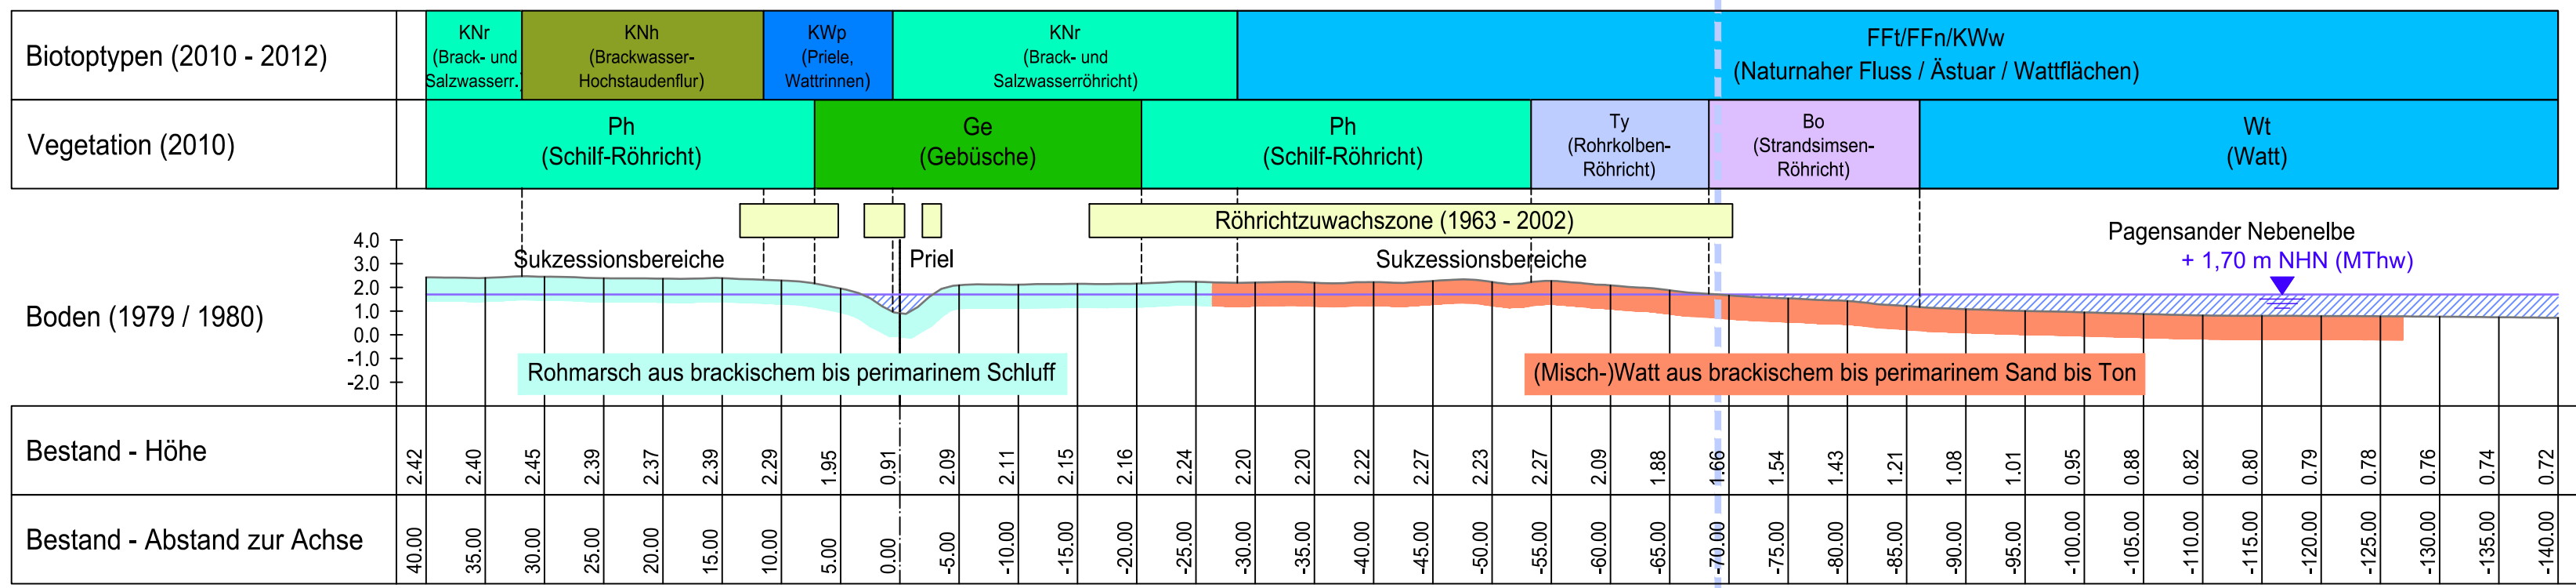 Biotoptypen (2010 - 2012)
KNr
(Brack- und
Salzwasserr.)
KNh
(Brackwasser-
Hochstaudenflur)
KWp
(Priele,
Wattrinnen)
KNr
(Brack- und
Salzwasserröhricht)
FFt/FFn/KWw
(Naturnaher Fluss / Ästuar / Wattflächen)
Vegetation (2010)
Ph
(Schilf-Röhricht)
Ge
(Gebüsche)
Ph
(Schilf-Röhricht)
Ty
(Rohrkolben-
Röhricht)
Bo
(Strandsimsen-
Röhricht)
Wt
(Watt)
Röhrichtzuwachszone (1963 - 2002)
Sukzessionsbereiche
Priel
Sukzessionsbereiche
Pagensander Nebenelbe
+ 1,70 m NHN (MThw)
Boden (1979 / 1980)
4.0
3.0
2.0
1.0
0.0
-1.0
-2.0
Rohmarsch aus brackischem bis perimarinem Schluff
(Misch-)Watt aus brackischem bis perimarinem Sand bis Ton
Bestand - Höhe
2.42 2.40 2.45 2.39 2.37 2.39 2.29 1.95 0.91 2.09 2.11 2.15 2.16 2.24 2.20 2.20 2.22 2.27 2.23 2.27 2.09 1.88 1.66 1.54 1.43 1.21 1.08 1.01 0.95 0.88 0.82 0.80 0.79 0.78 0.76 0.74 0.72
Bestand - Abstand zur Achse
40.00 35.00 30.00 25.00 20.00 15.00 10.00 5.00 0.00 -5.00 -10.00 -15.00 -20.00 -25.00 -30.00 -35.00 -40.00 -45.00 -50.00 -55.00 -60.00 -65.00 -70.00 -75.00 -80.00 -85.00 -90.00 -95.00 -100.00 -105.00 -110.00 -115.00 -120.00 -125.00 -130.00 -135.00 -140.00